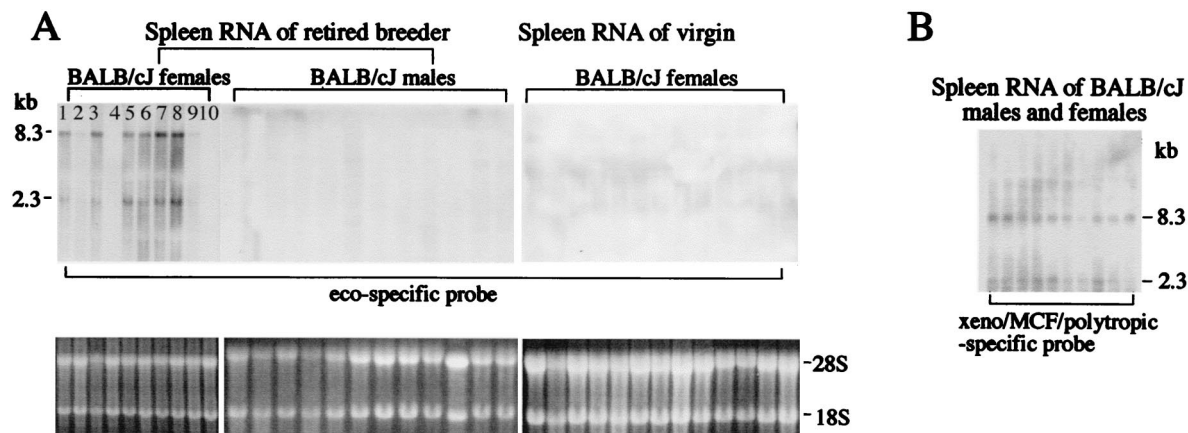 A
Spleen RNA of retired breeder
Spleen RNA of virgin
BALB/cJ females
BALB/cJ males
BALB/cJ females
kb
1 2 3 4 5 6 7 8 9 10
8.3-
2.3-
eco-specific probe
-28S
-18S
B
Spleen RNA of BALB/cJ
males and females
kb
- 8.3
- 2.3
xeno/MCF/polytropic
-specific probe